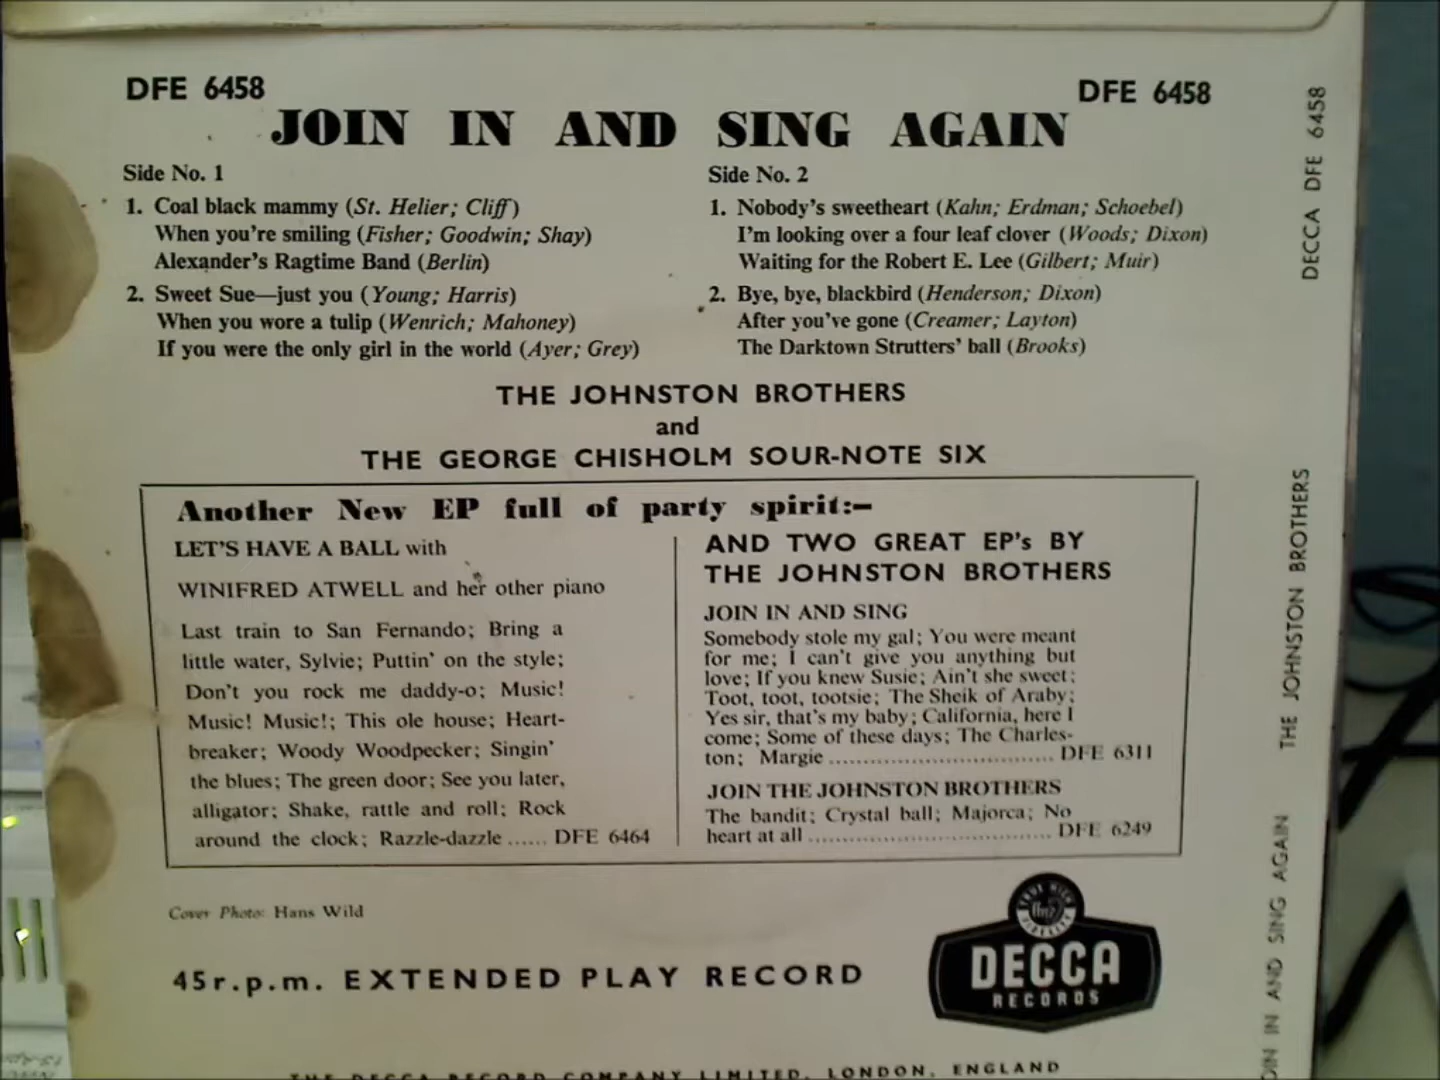 DFE 6458
DFE 6458
JOIN IN AND SING AGAIN
Side No. 1
1. Coal black mammy (St. Helier; Cliff)
When you're smiling (Fisher; Goodwin; Shay)
Alexander's Ragtime Band (Berlin)
2. Sweet Sue—just you (Young; Harris)
When you wore a tulip (Wenrich; Mahoney)
If you were the only girl in the world (Ayer; Grey)
Side No. 2
1. Nobody's sweetheart (Kahn; Erdman; Schoebel)
I'm looking over a four leaf clover (Woods; Dixon)
Waiting for the Robert E. Lee (Gilbert; Muir)
2. Bye, bye, blackbird (Henderson; Dixon)
After you've gone (Creamer; Layton)
The Darktown Strutters' ball (Brooks)
THE JOHNSTON BROTHERS
and
THE GEORGE CHISHOLM SOUR-NOTE SIX
Another New EP full of party spirit:-
LET'S HAVE A BALL with
WINIFRED ATWELL and her other piano
Last train to San Fernando; Bring a
little water, Sylvie; Puttin' on the style;
Don't you rock me daddy-o; Music!
Music! Music!; This ole house; Heart-
breaker; Woody Woodpecker; Singin'
the blues; The green door; See you later,
alligator; Shake, rattle and roll; Rock
around the clock; Razzle-dazzle ...... DFE 6464
AND TWO GREAT EP's BY
THE JOHNSTON BROTHERS
JOIN IN AND SING
Somebody stole my gal; You were meant
for me; I can't give you anything but
love; If you knew Susie; Ain't she sweet;
Toot, toot, tootsie; The Sheik of Araby;
Yes sir, that's my baby; California, here I
come; Some of these days; The Charles-
ton; Margie .................................. DFE 6311
JOIN THE JOHNSTON BROTHERS
The bandit; Crystal ball; Majorca; No
heart at all .................................. DFE 6249
Cover Photo: Hans Wild
45 r.p.m. EXTENDED PLAY RECORD
ffrr
DECCA
RECORDS
THE DECCA RECORD COMPANY LIMITED, LONDON, ENGLAND
DECCA DFE 6458
THE JOHNSTON BROTHERS
JOIN IN AND SING AGAIN